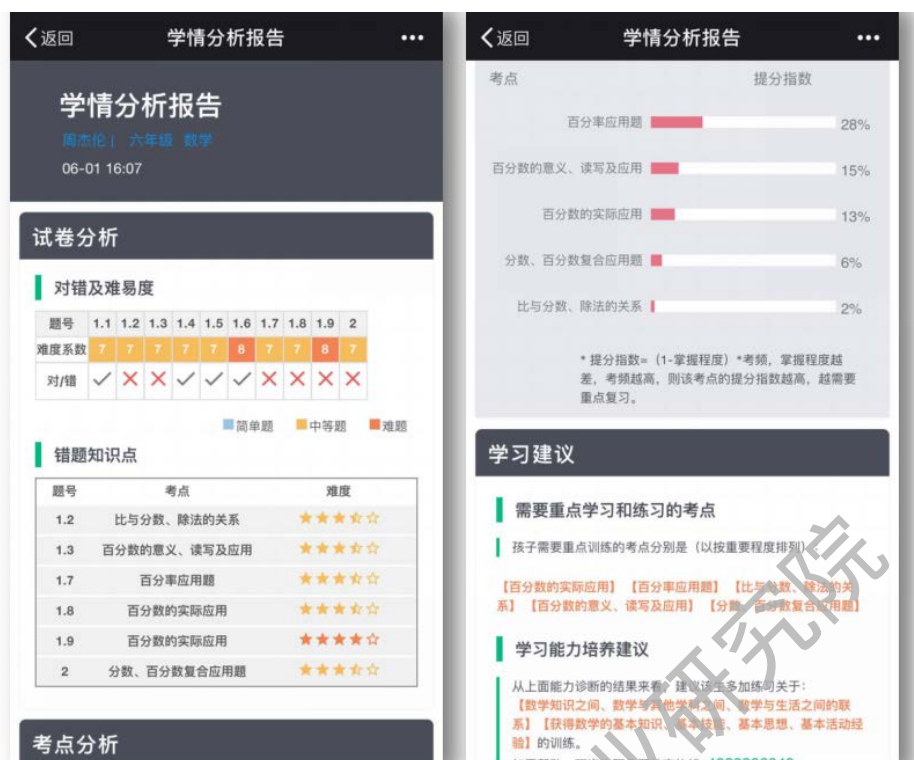 返回
学情分析报告
学情分析报告
周杰伦 | 六年级 数学
06-01 16:07
试卷分析
对错及难易度
题号 1.1 1.2 1.3 1.4 1.5 1.6 1.7 1.8 1.9 2
难度系数 7 7 7 7 7 8 7 7 8 7
对/错
简单题 中等题 难题
错题知识点
题号 考点 难度
1.2 比与分数、除法的关系
1.3 百分数的意义、读写及应用
1.7 百分率应用题
1.8 百分数的实际应用
1.9 百分数的实际应用
2 分数、百分数复合应用题
考点分析
返回
学情分析报告
考点 提分指数
百分率应用题 28%
百分数的意义、读写及应用 15%
百分数的实际应用 13%
分数、百分数复合应用题 6%
比与分数、除法的关系 2%
* 提分指数=（1-掌握程度）*考频，掌握程度越
差，考频越高，则该考点的提分指数越高，越需要
重点复习。
学习建议
需要重点学习和练习的考点
孩子需要重点训练的考点分别是（以按重要程度排列）：
【百分数的实际应用】【百分率应用题】【比与分数、除法的关
系】【百分数的意义、读写及应用】【分数、百分数复合应用题】
学习能力培养建议
从上面能力诊断的结果来看，建议该生多加练习关于：
【数学知识之间、数学与其他学科之间、数学与生活之间的联
系】【获得数学的基本知识、基本技能、基本思想、基本活动经
验】的训练。
业研究院